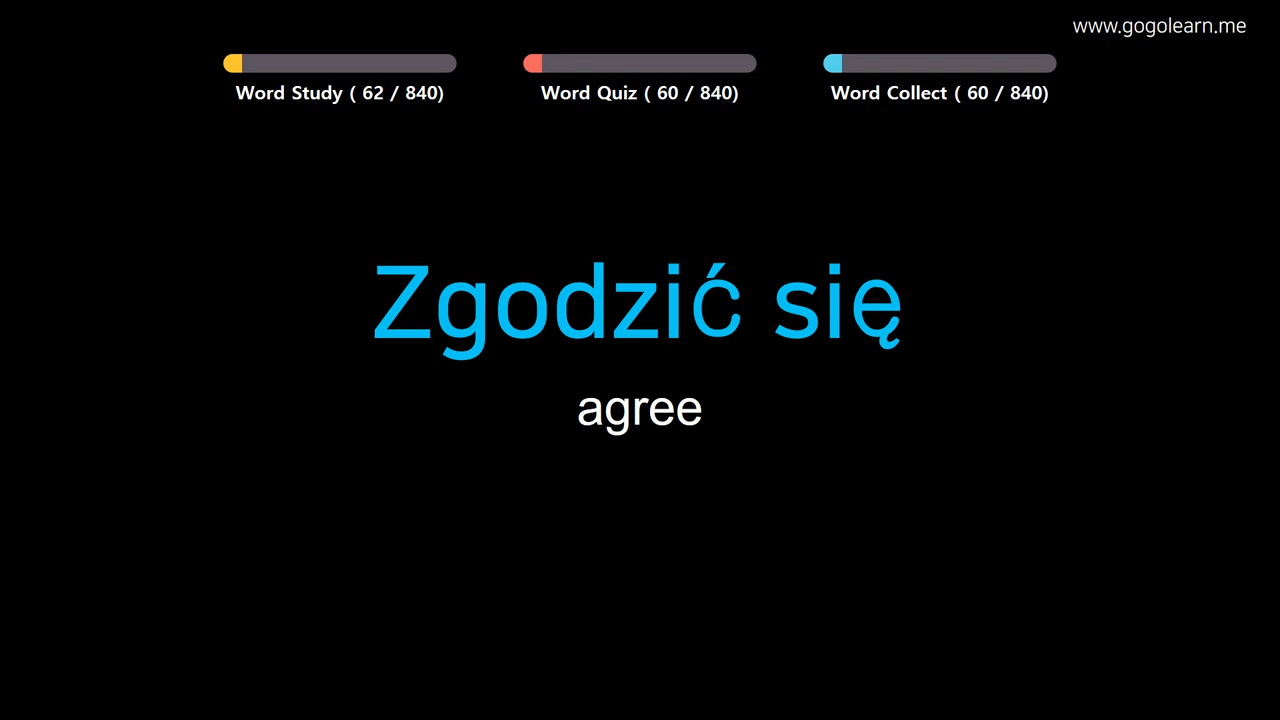 www.gogolearn.me
Word Study ( 62 / 840)
Word Quiz ( 60 / 840)
Word Collect ( 60 / 840)
Zgodzić się
agree